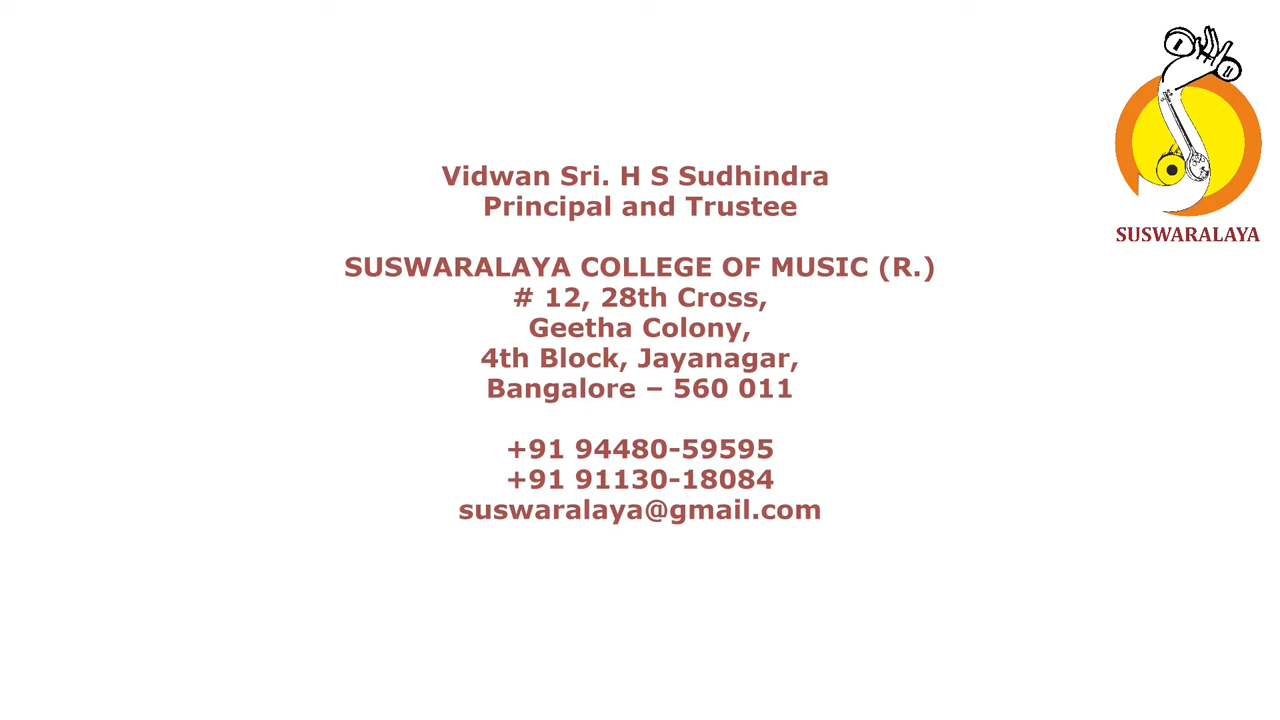 Vidwan Sri. H S Sudhindra
Principal and Trustee
SUSWARALAYA COLLEGE OF MUSIC (R.)
# 12, 28th Cross,
Geetha Colony,
4th Block, Jayanagar,
Bangalore – 560 011
+91 94480-59595
+91 91130-18084
suswaralaya@gmail.com
SUSWARALAYA